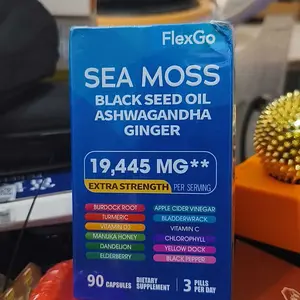 FlexGo
SEA MOSS
BLACK SEED OIL
ASHWAGANDHA
GINGER
19,445 MG**
EXTRA STRENGTH PER SERVING
BURDOCK ROOT APPLE CIDER VINEGAR
TURMERIC BLADDERWRACK
VITAMIN D3 VITAMIN C
MANUKA HONEY CHLOROPHYLL
DANDELION YELLOW DOCK
ELDERBERRY BLACK PEPPER
90 CAPSULES DIETARY SUPPLEMENT 3 PILLS PER DAY